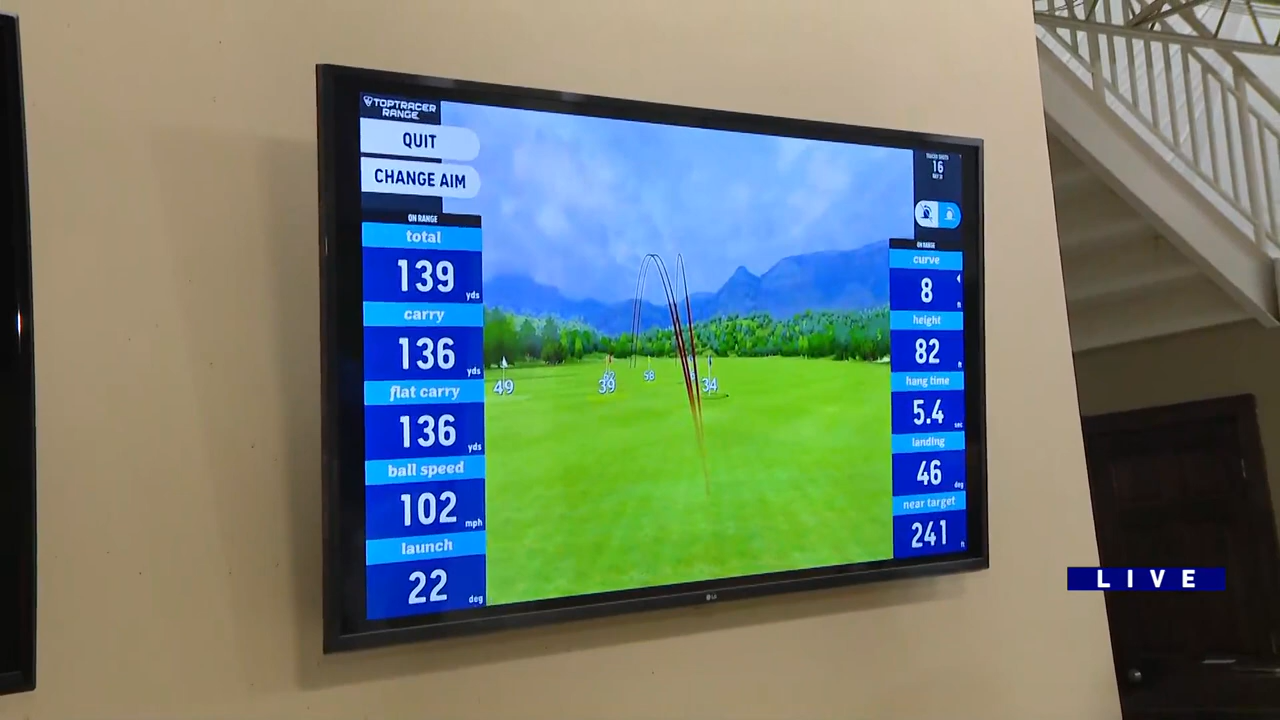 TOPTRACER
RANGE
QUIT
CHANGE AIM
ON RANGE
total
139
yds
carry
136
yds
flat carry
136
yds
ball speed
102
mph
launch
22
deg
49
39
58
34
16
ON RANGE
curve
8
ft
height
82
ft
hang time
5.4
sec
landing
46
deg
near target
241
ft
LG
LIVE